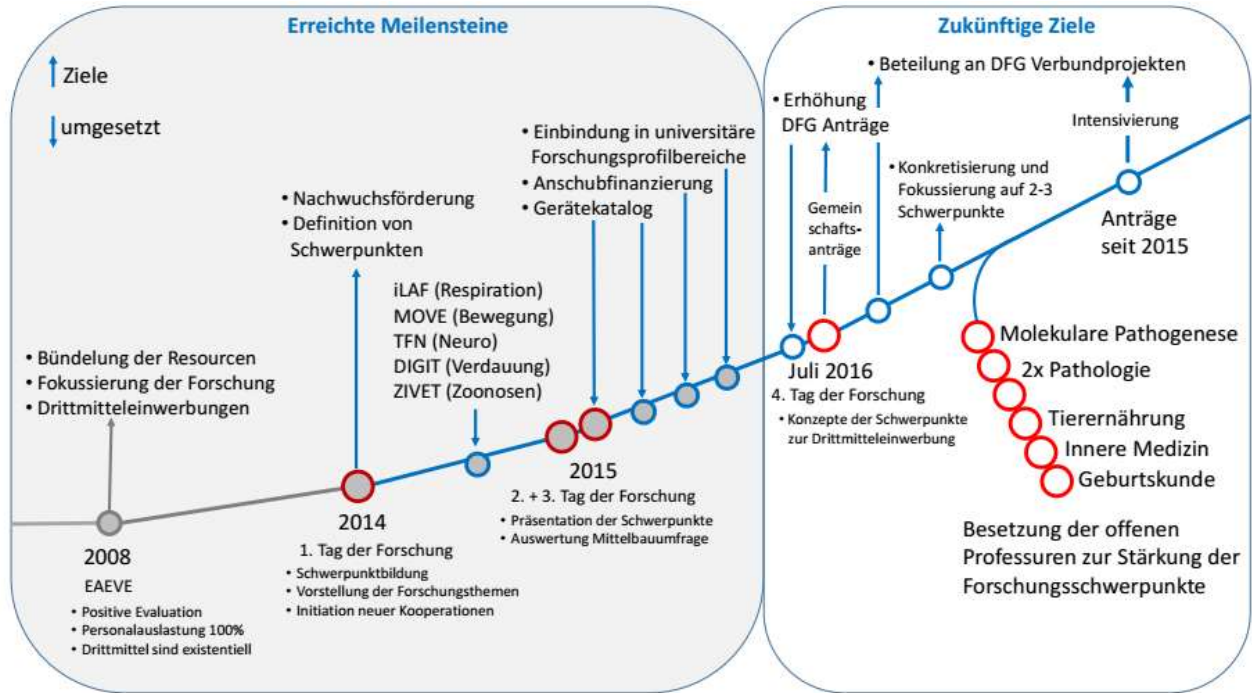 Erreichte Meilensteine
Zukünftige Ziele
Ziele
umgesetzt
• Bündelung der Resourcen
• Fokussierung der Forschung
• Drittmitteleinwerbungen
2008
EAEVE
• Positive Evaluation
• Personalauslastung 100%
• Drittmittel sind existentiell
• Nachwuchsförderung
• Definition von
Schwerpunkten
2014
1. Tag der Forschung
• Schwerpunktbildung
• Vorstellung der Forschungsthemen
• Initiation neuer Kooperationen
iLAF (Respiration)
MOVE (Bewegung)
TFN (Neuro)
DIGIT (Verdauung)
ZIVET (Zoonosen)
• Einbindung in universitäre
Forschungsprofilbereiche
• Anschubfinanzierung
• Gerätekatalog
2015
2. + 3. Tag der Forschung
• Präsentation der Schwerpunkte
• Auswertung Mittelbauumfrage
• Beteilung an DFG Verbundprojekten
• Erhöhung
DFG Anträge
Gemein
schafts-
anträge
Juli 2016
4. Tag der Forschung
• Konzepte der Schwerpunkte
zur Drittmitteleinwerbung
• Konkretisierung und
Fokussierung auf 2-3
Schwerpunkte
Intensivierung
Anträge
seit 2015
Molekulare Pathogenese
2x Pathologie
Tierernährung
Innere Medizin
Geburtskunde
Besetzung der offenen
Professuren zur Stärkung der
Forschungsschwerpunkte